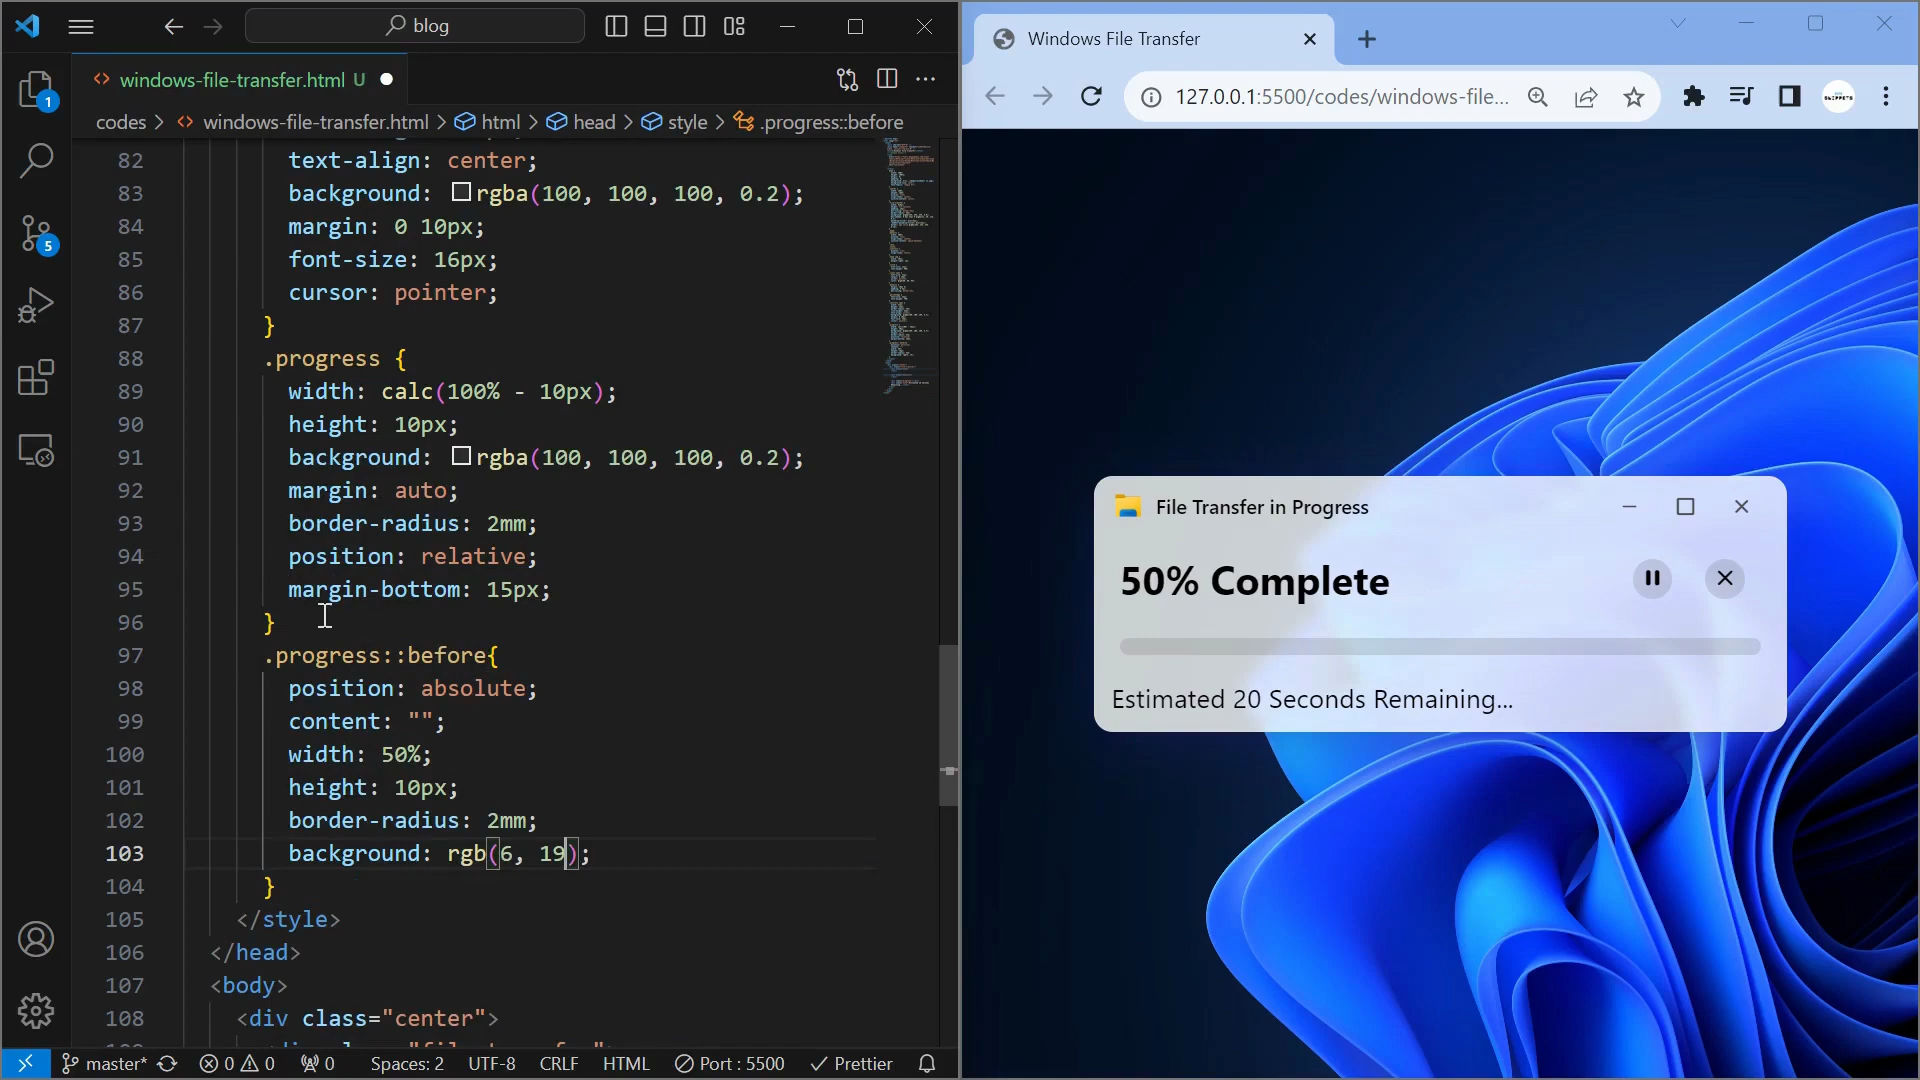 blog
windows-file-transfer.html U
codes > windows-file-transfer.html > html > head > style > .progress::before
82 text-align: center;
83 background: rgba(100, 100, 100, 0.2);
84 margin: 0 10px;
85 font-size: 16px;
86 cursor: pointer;
87 }
88 .progress {
89 width: calc(100% - 10px);
90 height: 10px;
91 background: rgba(100, 100, 100, 0.2);
92 margin: auto;
93 border-radius: 2mm;
94 position: relative;
95 margin-bottom: 15px;
96 }
97 .progress::before{
98 position: absolute;
99 content: "";
100 width: 50%;
101 height: 10px;
102 border-radius: 2mm;
103 background: rgb(6, 19);
104 }
105 </style>
106 </head>
107 <body>
108 <div class="center">
1
5
master* 0 0 0 Spaces: 2 UTF-8 CRLF HTML Port : 5500 Prettier
Windows File Transfer
127.0.0.1:5500/codes/windows-file...
File Transfer in Progress
50% Complete
Estimated 20 Seconds Remaining...